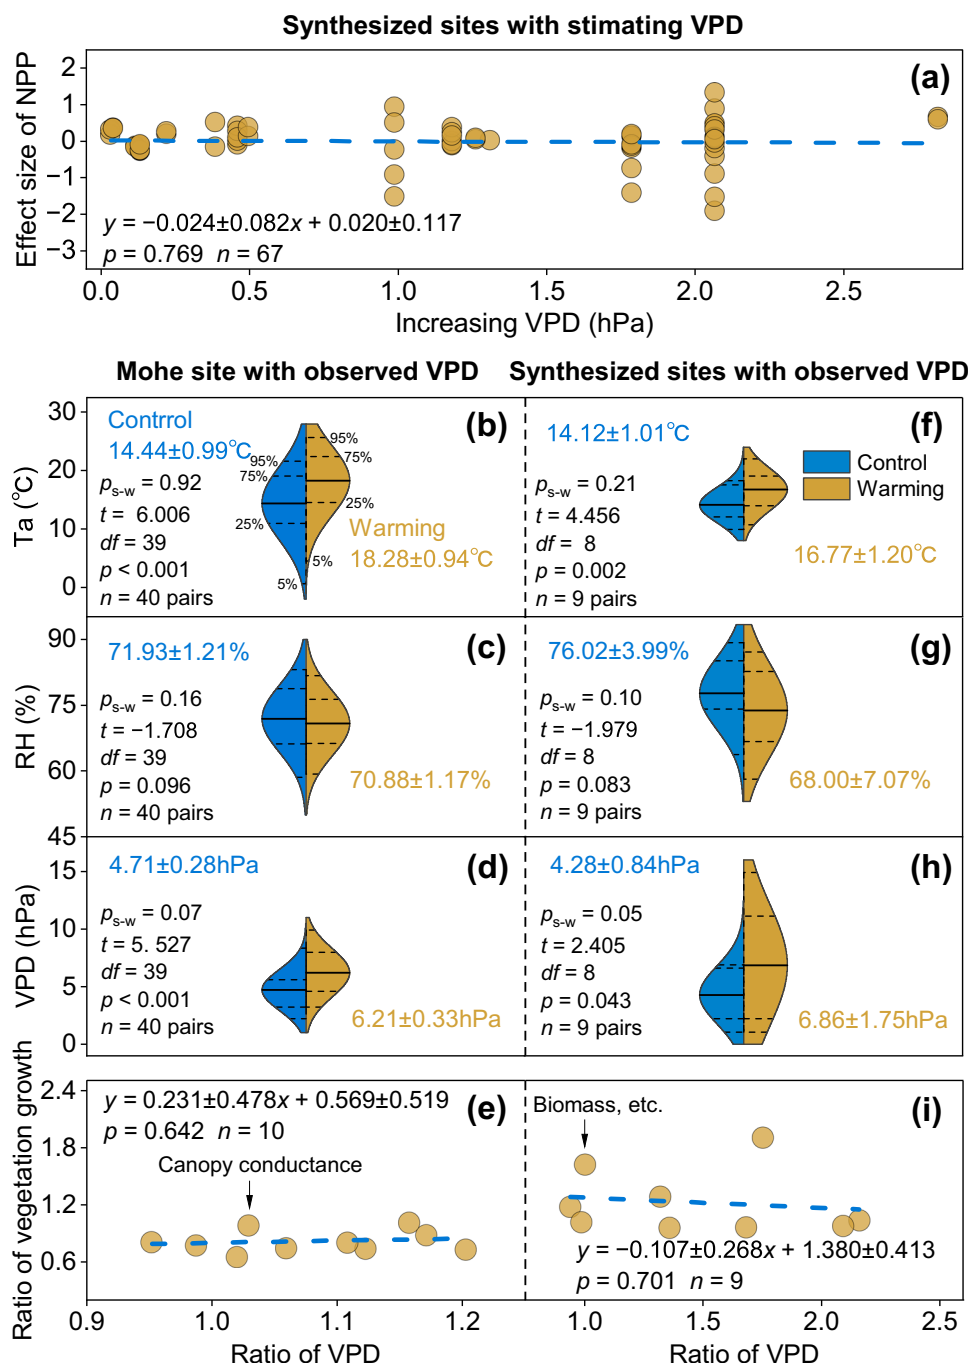 Synthesized sites with stimating VPD
(a)
Effect size of NPP
2
1
0
−1
−2
−3
y = −0.024±0.082x + 0.020±0.117
p = 0.769 n = 67
0.0 0.5 1.0 1.5 2.0 2.5
Increasing VPD (hPa)
Mohe site with observed VPD
Synthesized sites with observed VPD
(b)
Ta (℃)
30
20
10
0
Contrrol
14.44±0.99℃
ps-w = 0.92
t = 6.006
df = 39
p < 0.001
n = 40 pairs
95%
75%
25%
5%
95%
75%
25%
5%
Warming
18.28±0.94℃
(f)
14.12±1.01℃
Control
Warming
ps-w = 0.21
t = 4.456
df = 8
p = 0.002
n = 9 pairs
16.77±1.20℃
(c)
RH (%)
90
75
60
45
71.93±1.21%
ps-w = 0.16
t = −1.708
df = 39
p = 0.096
n = 40 pairs
70.88±1.17%
(g)
76.02±3.99%
ps-w = 0.10
t = −1.979
df = 8
p = 0.083
n = 9 pairs
68.00±7.07%
(d)
VPD (hPa)
15
10
5
0
4.71±0.28hPa
ps-w = 0.07
t = 5. 527
df = 39
p < 0.001
n = 40 pairs
6.21±0.33hPa
(h)
4.28±0.84hPa
ps-w = 0.05
t = 2.405
df = 8
p = 0.043
n = 9 pairs
6.86±1.75hPa
(e)
Ratio of vegetation growth
2.4
1.8
1.2
0.6
y = 0.231±0.478x + 0.569±0.519
p = 0.642 n = 10
Canopy conductance
0.9 1.0 1.1 1.2
Ratio of VPD
(i)
Biomass, etc.
y = −0.107±0.268x + 1.380±0.413
p = 0.701 n = 9
1.0 1.5 2.0 2.5
Ratio of VPD